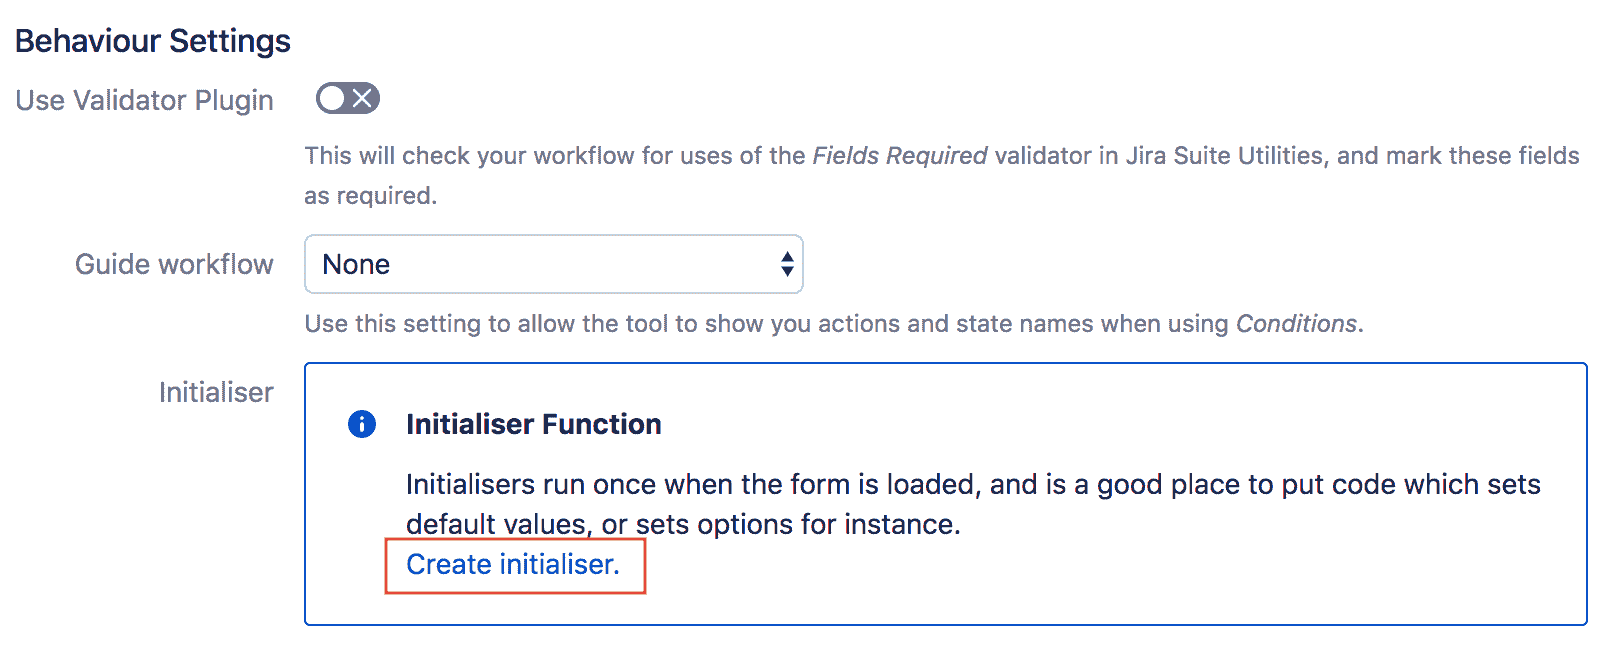 Behaviour Settings
Use Validator Plugin
This will check your workflow for uses of the Fields Required validator in Jira Suite Utilities, and mark these fields
as required.
Guide workflow
None
Use this setting to allow the tool to show you actions and state names when using Conditions.
Initialiser
Initialiser Function
Initialisers run once when the form is loaded, and is a good place to put code which sets
default values, or sets options for instance.
Create initialiser.